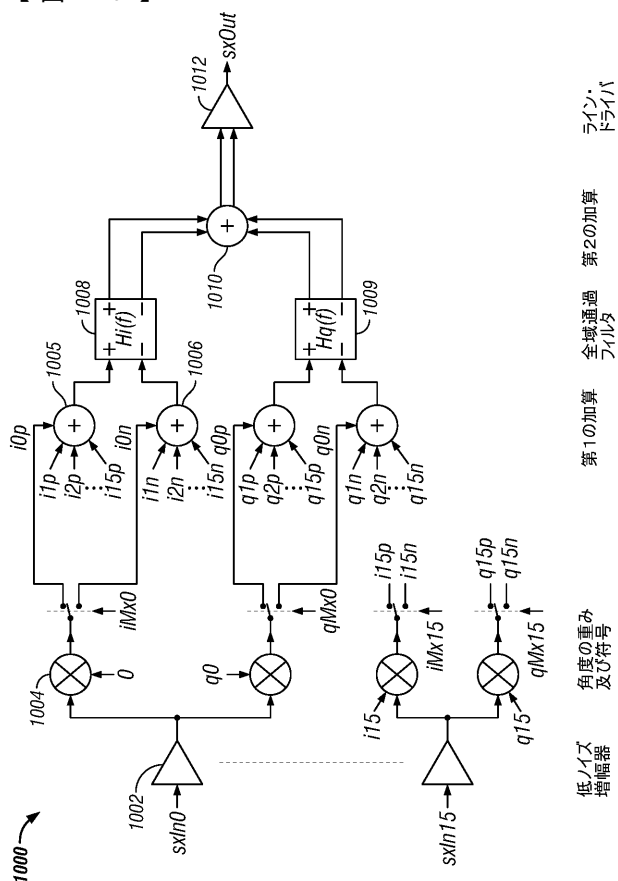 1000
sxIn0
1002
sxIn15
1004
0
q0
i15
q15
iMx0
qMx0
iMx15
qMx15
i15p
i15n
q15p
q15n
i0p
i1p
i2p
i15p
1005
i0n
i1n
i2n
i15n
1006
q0p
q1p
q2p
q15p
q0n
q1n
q2n
q15n
+
+
+
+
1008
+ +
Hi(f)
− −
+ +
Hq(f)
− −
1009
+
1010
1012
sxOut
低ノイズ
増幅器
角度の重み
及び符号
第1の加算
全域通過
フィルタ
第2の加算
ライン・
ドライバ